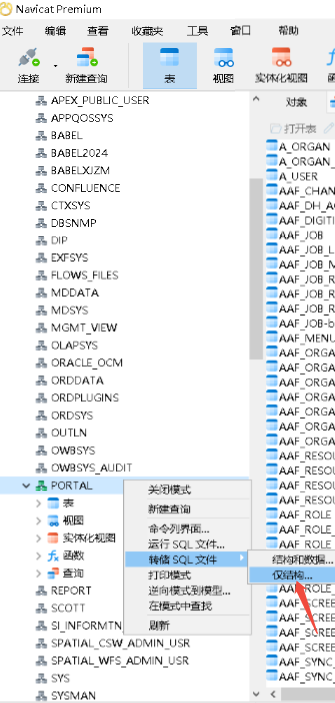 Navicat Premium
文件 编辑 查看 收藏夹 工具 窗口 帮助
连接 新建查询 表 视图 实体化视图
APEX_PUBLIC_USER
APPQOSSYS
BABEL
BABEL2024
BABELXJZM
CONFLUENCE
CTXSYS
DBSNMP
DIP
EXFSYS
FLOWS_FILES
MDDATA
MDSYS
MGMT_VIEW
OLAPSYS
ORACLE_OCM
ORDDATA
ORDPLUGINS
ORDSYS
OUTLN
OWBSYS
OWBSYS_AUDIT
PORTAL
表
视图
实体化视图
函数
查询
REPORT
SCOTT
SI_INFORMTN
SPATIAL_CSW_ADMIN_USR
SPATIAL_WFS_ADMIN_USR
SYS
SYSMAN
关闭模式
新建查询
命令列界面...
运行 SQL 文件...
转储 SQL 文件
打印模式
逆向模式到模型...
在模式中查找
刷新
结构和数据...
仅结构...
对象
打开表
A_ORGAN
A_ORGAN_
A_USER
AAF_CHAN
AAF_DH_A
AAF_DIGITI
AAF_JOB
AAF_JOB_L
AAF_JOB_M
AAF_JOB_R
AAF_JOB_R
AAF_JOB-b
AAF_MENU
AAF_ORGA
AAF_ORGA
AAF_ORGA
AAF_ORGA
AAF_RESOU
AAF_RESOU
AAF_RESOU
AAF_ROLE
AAF_ROLE_
AAF_ROLE_
AAF_SCREE
AAF_SCREE
AAF_SCREE
AAF_SYNC_
AAF_SYNC_